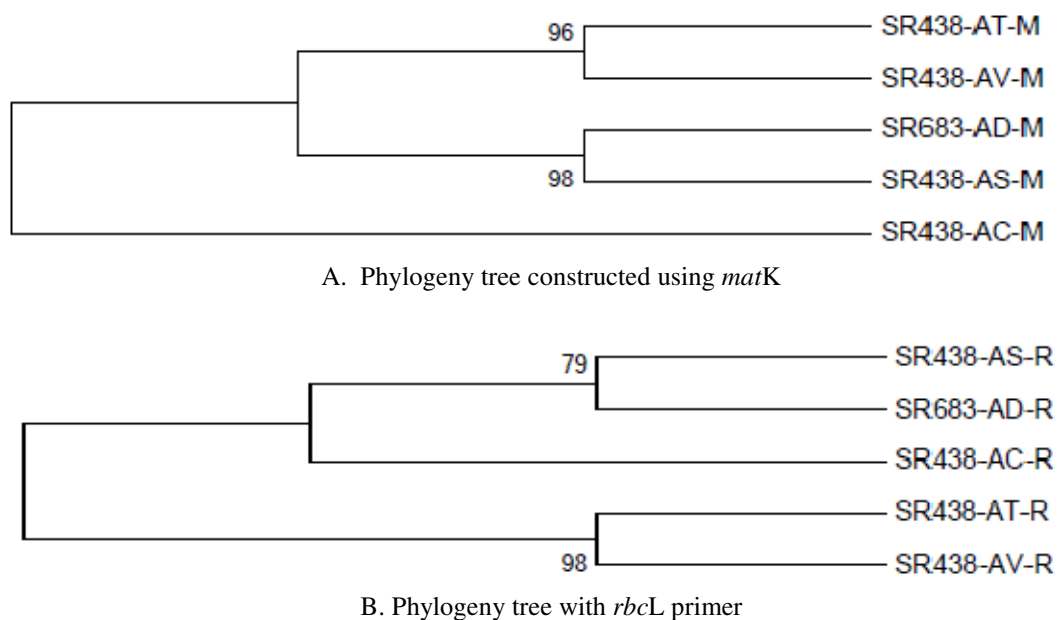 96
SR438-AT-M
SR438-AV-M
SR683-AD-M
98
SR438-AS-M
SR438-AC-M
A. Phylogeny tree constructed using matK
79
SR438-AS-R
SR683-AD-R
SR438-AC-R
SR438-AT-R
98
SR438-AV-R
B. Phylogeny tree with rbcL primer